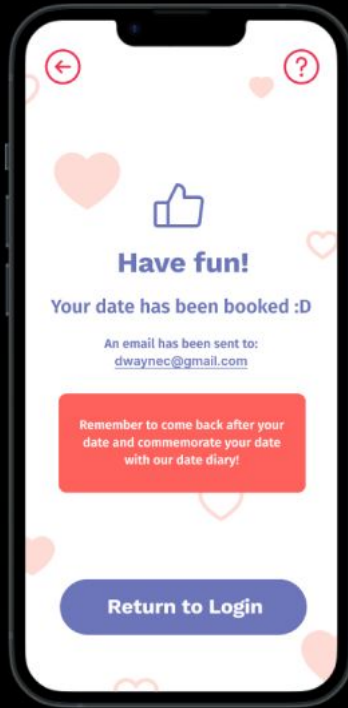 Have fun!
Your date has been booked :D
An email has been sent to:
dwaynec@gmail.com
Remember to come back after your
date and commemorate your date
with our date diary!
Return to Login